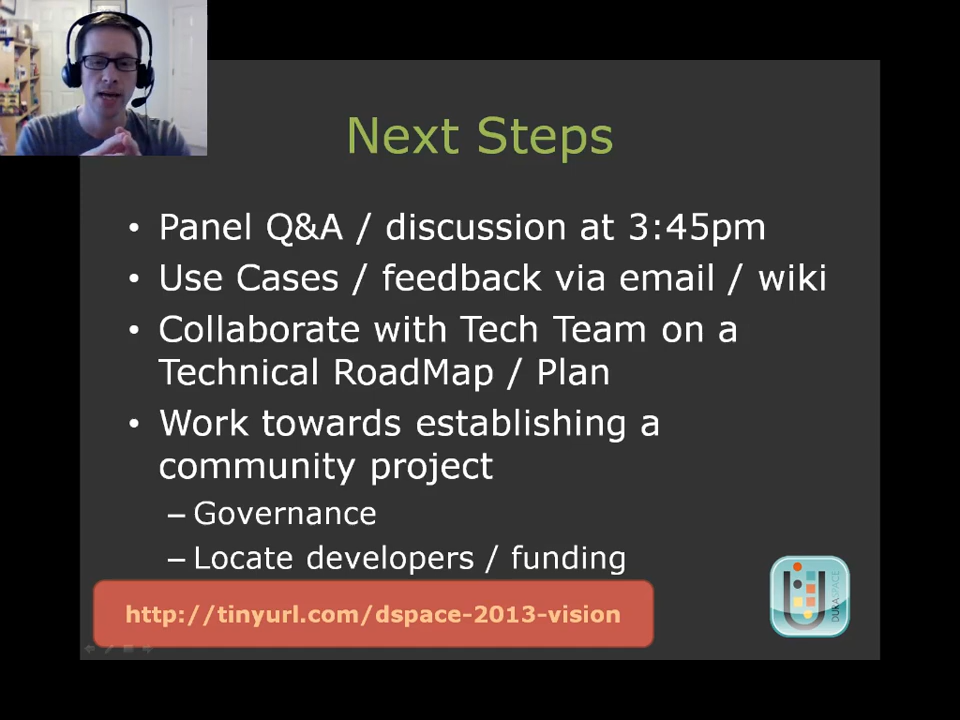 Next Steps
• Panel Q&A / discussion at 3:45pm
• Use Cases / feedback via email / wiki
• Collaborate with Tech Team on a
Technical RoadMap / Plan
• Work towards establishing a
community project
– Governance
– Locate developers / funding
http://tinyurl.com/dspace-2013-vision
DURASPACE